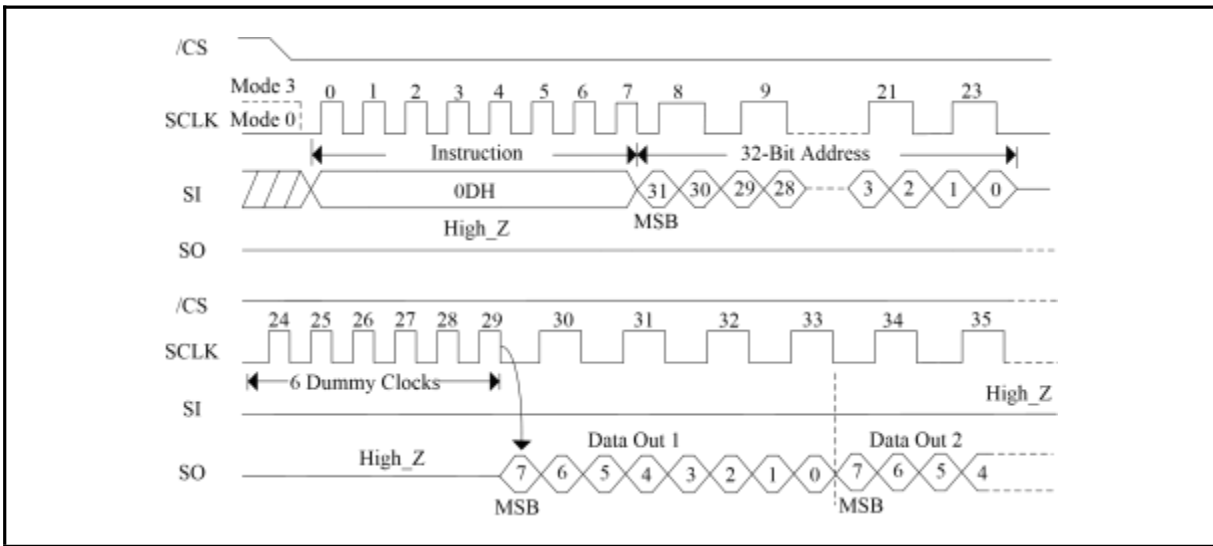 /CS
Mode 3
0 1 2 3 4 5 6 7 8 9 21 23
SCLK Mode 0
Instruction 32-Bit Address
SI 0DH 31 30 29 28 3 2 1 0
MSB
High_Z
SO
/CS
24 25 26 27 28 29 30 31 32 33 34 35
SCLK
6 Dummy Clocks
High_Z
SI
Data Out 1 Data Out 2
High_Z
SO 7 6 5 4 3 2 1 0 7 6 5 4
MSB MSB